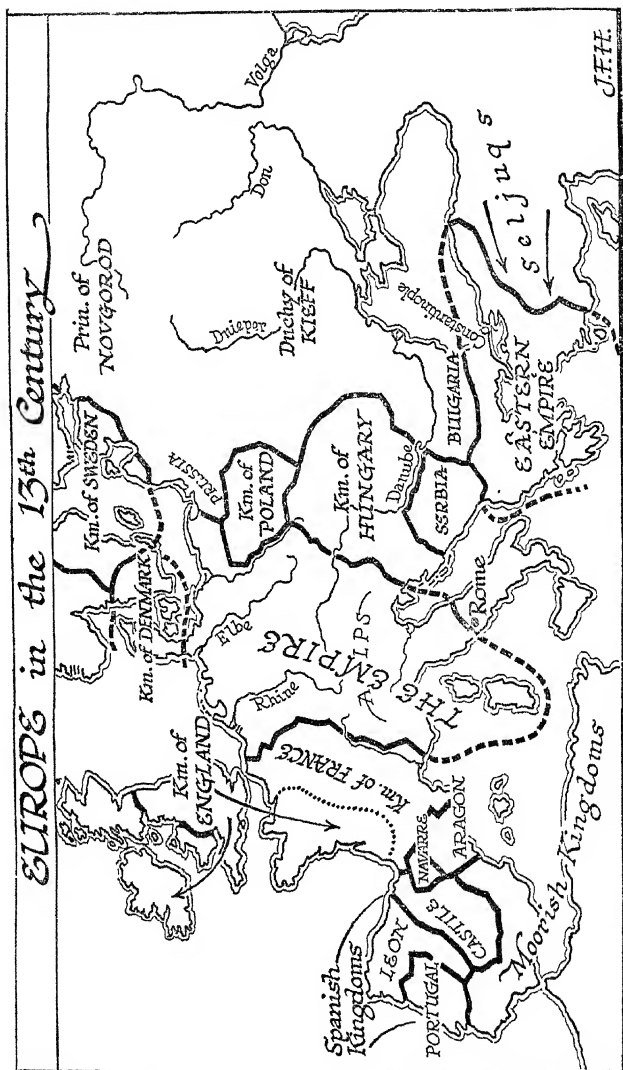 EUROPE in the 13th Century
Prin. of
NOVGOROD
Volga
Don
Dnieper
Duchy of
KIEFF
Km. of SWEDEN
Km. of DENMARK
PRUSSIA
Km. of
POLAND
Km. of
HUNGARY
Danube
SERBIA
BULGARIA
Constantinople
EASTERN
EMPIRE
Seljuqs
Elbe
Rhine
ALPS
THE EMPIRE
Rome
Km. of
ENGLAND
Km. of FRANCE
Spanish
Kingdoms
LEON
PORTUGAL
CASTILE
NAVARRE
ARAGON
Moorish Kingdoms
J.F.H.